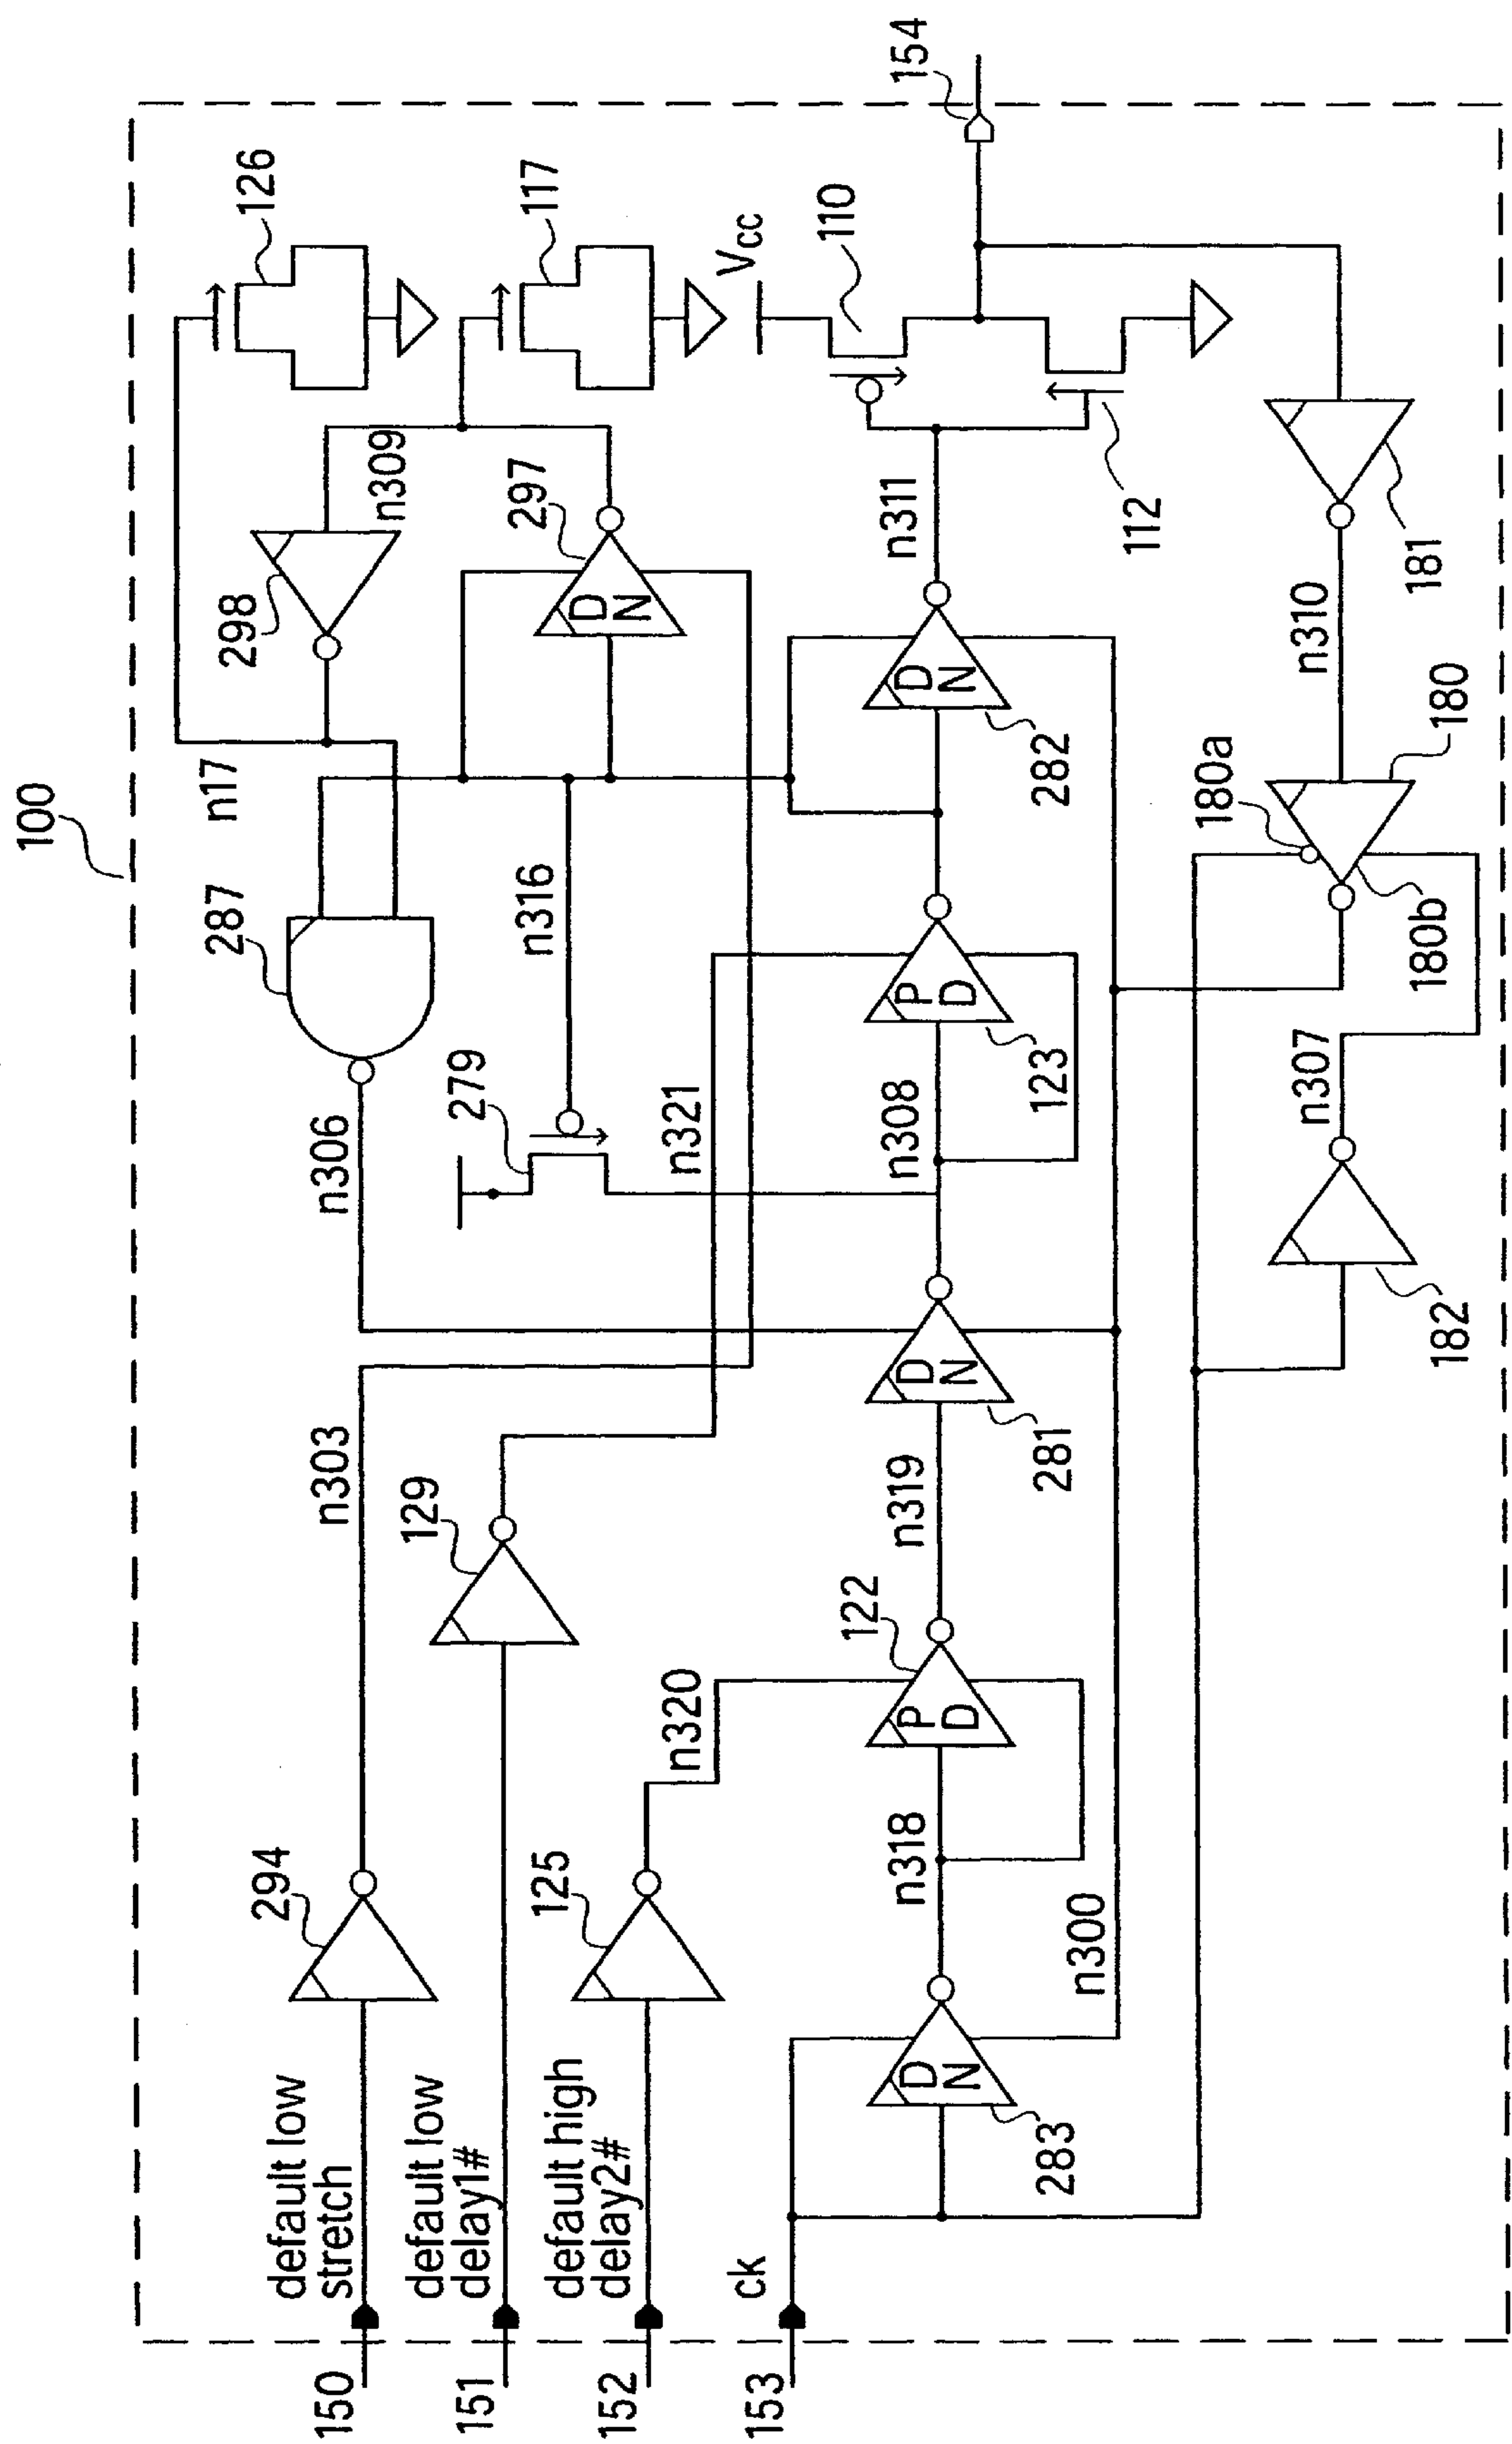 100
126
117
Vcc
110
154
112
298
n309
297
n17
287
n316
279
n306
n321
n308
123
282
n311
181
n310
180
180a
180b
n307
182
n303
129
n319
281
122
n320
n318
n300
294
125
283
default low
stretch
default low
delay1#
default high
delay2#
ck
150
151
152
153
D
N
D
N
P
D
D
N
P
D
D
N